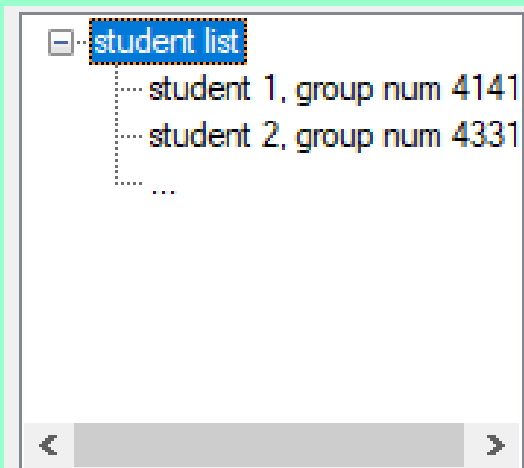 student list
student 1, group num 4141
student 2, group num 4331
...